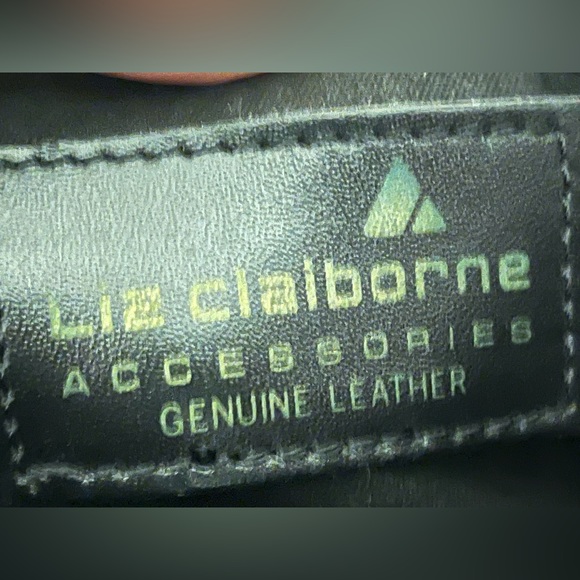 Liz claiborne
ACCESSORIES
GENUINE LEATHER